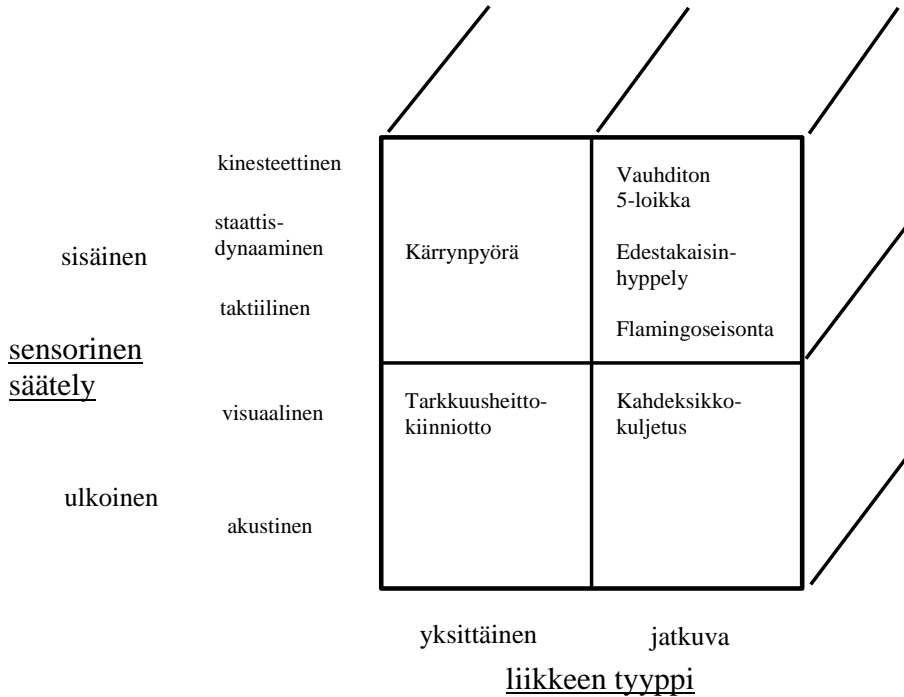 kinesteettinen
Vauhditon
5-loikka
staattis-
dynaaminen
sisäinen
Kärrynpyörä
Edestakaisin-
hyppely
taktiilinen
Flamingoseisonta
sensorinen
säätely
visuaalinen
Tarkkuusheitto-
kiinniotto
Kahdeksikko-
kuljetus
ulkoinen
akustinen
yksittäinen
jatkuva
liikkeen tyyppi